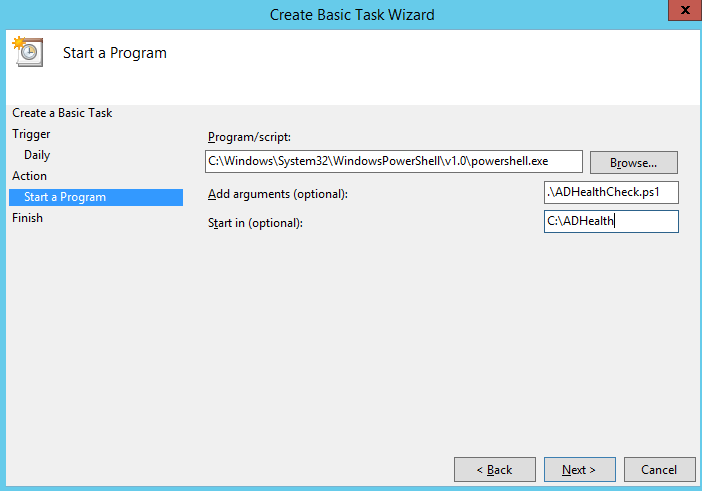 Create Basic Task Wizard
x
Start a Program
Create a Basic Task
Trigger
Daily
Action
Start a Program
Finish
Program/script:
C:\Windows\System32\WindowsPowerShell\v1.0\powershell.exe
Browse...
Add arguments (optional):
.\ADHealthCheck.ps1
Start in (optional):
C:\ADHealth
< Back
Next >
Cancel